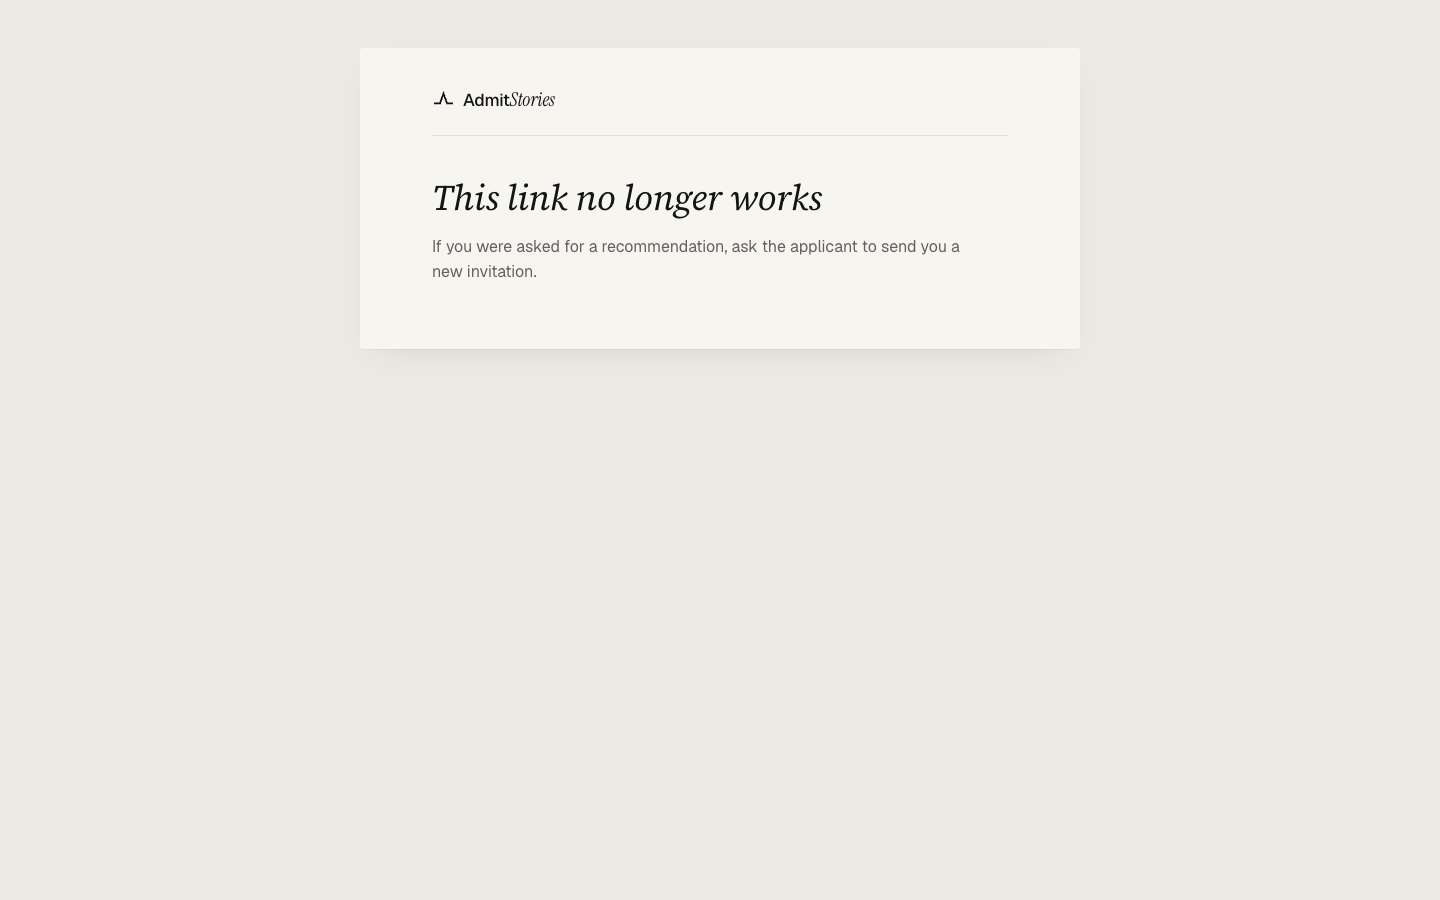 AdmitStories
This link no longer works
If you were asked for a recommendation, ask the applicant to send you a
new invitation.